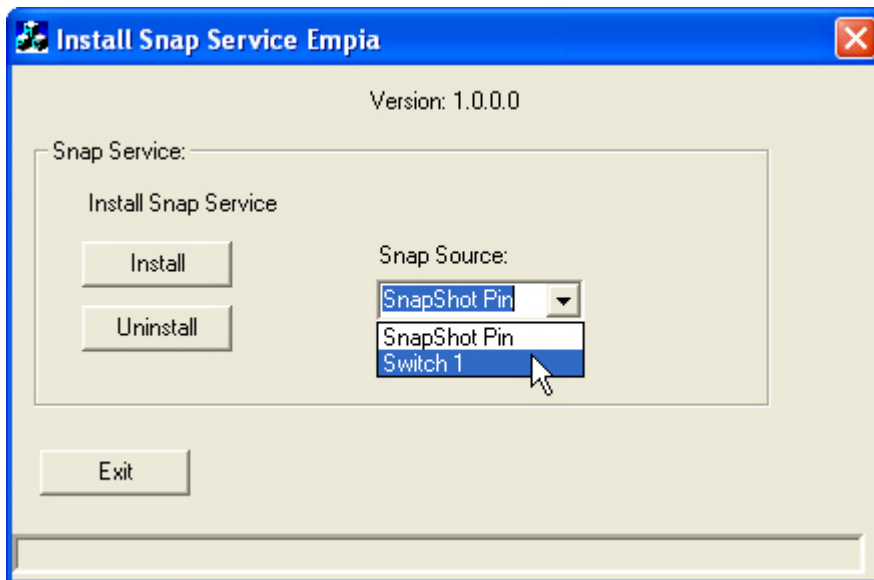 Install Snap Service Empia
Version: 1.0.0.0
Snap Service:
Install Snap Service
Install
Snap Source:
SnapShot Pin
Uninstall
SnapShot Pin
Switch 1
Exit